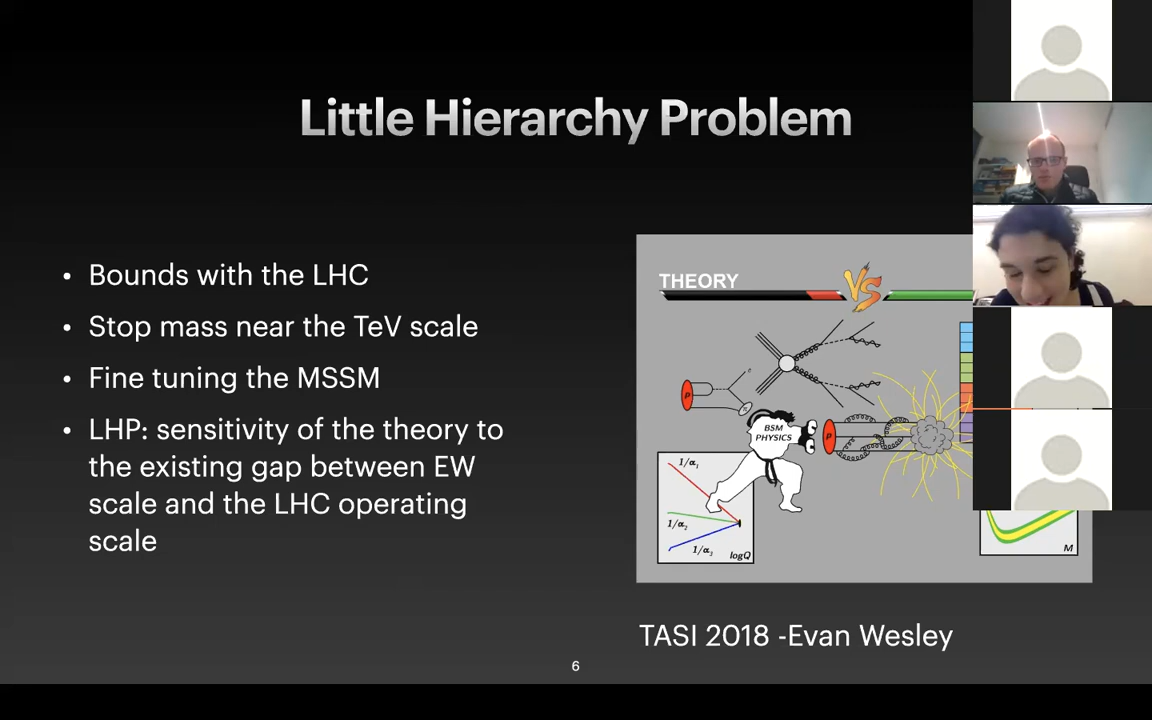 Little Hierarchy Problem
• Bounds with the LHC
• Stop mass near the TeV scale
• Fine tuning the MSSM
• LHP: sensitivity of the theory to
the existing gap between EW
scale and the LHC operating
scale
THEORY
VS
p
BSM
PHYSICS
p
1/α₁
1/α₂
1/α₃
logQ
M
TASI 2018 -Evan Wesley
6